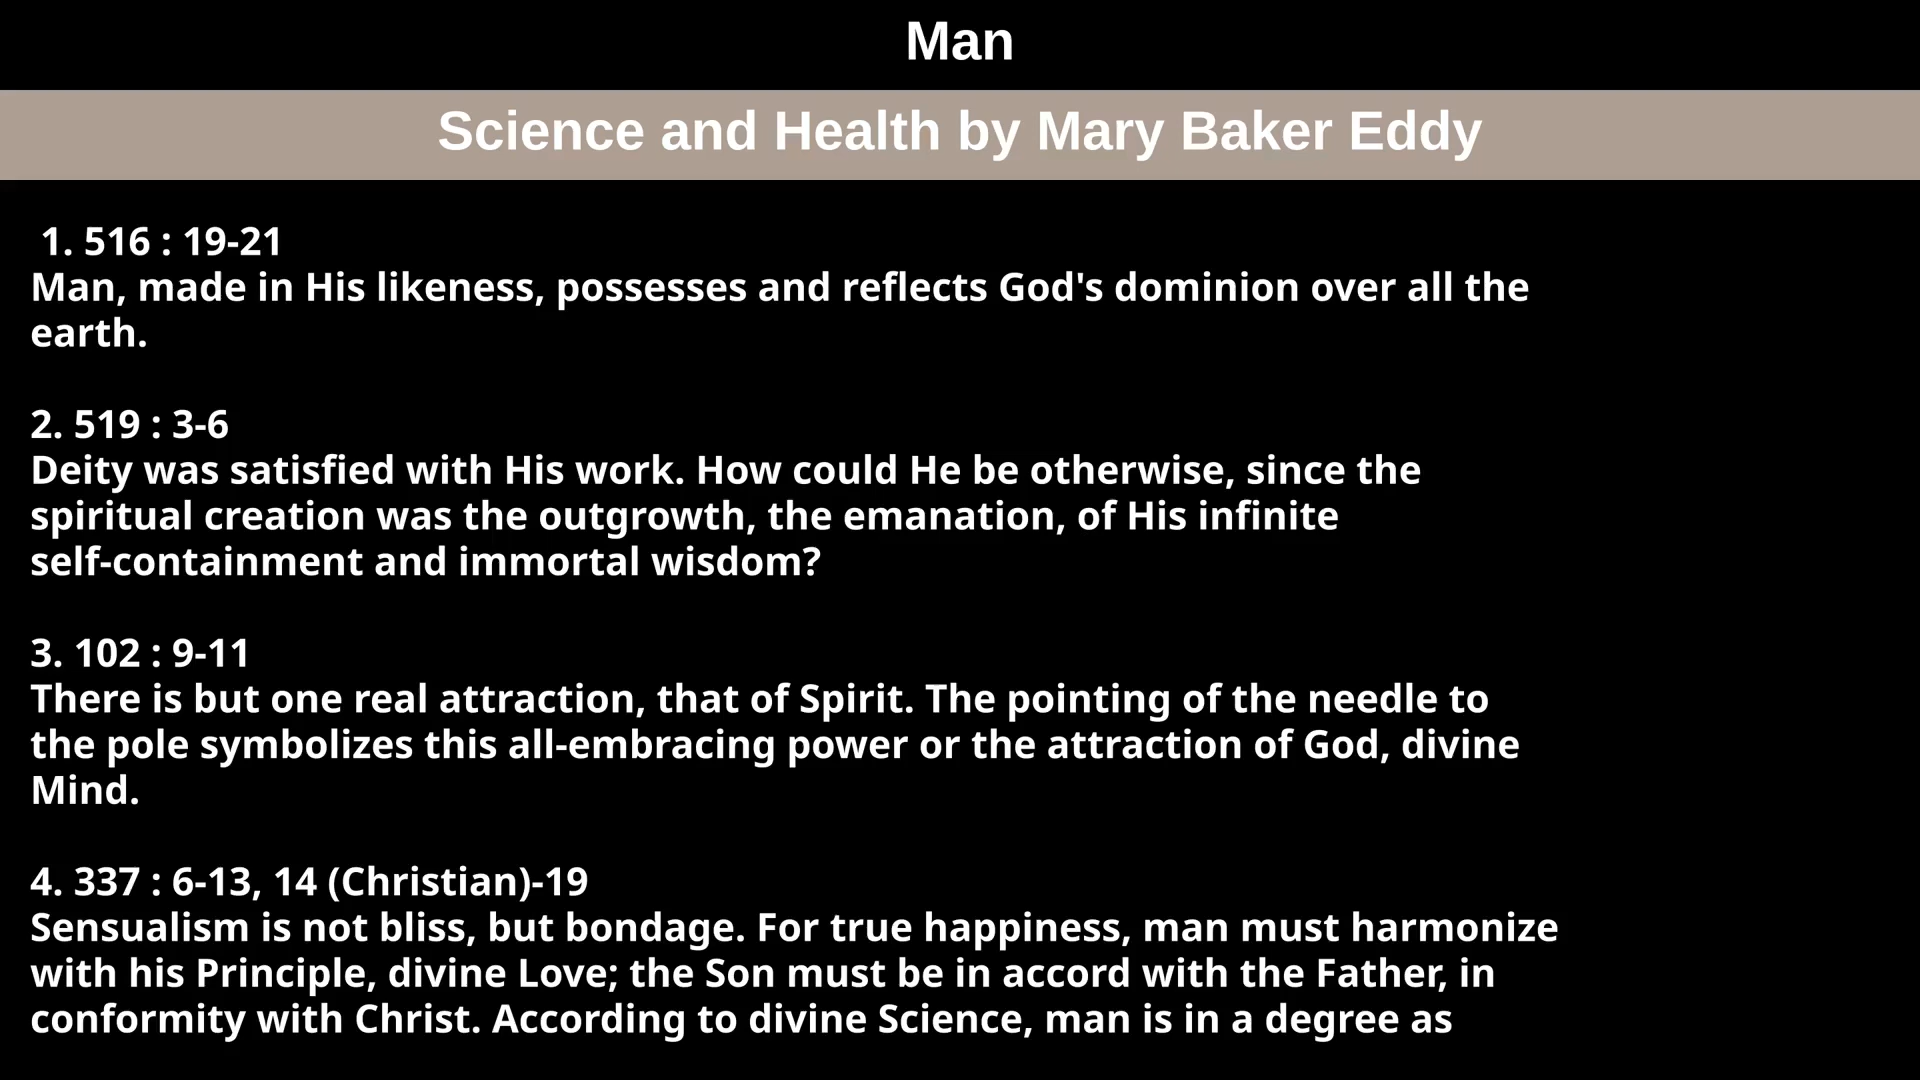 Man
Science and Health by Mary Baker Eddy
1. 516 : 19-21
Man, made in His likeness, possesses and reflects God's dominion over all the
earth.
2. 519 : 3-6
Deity was satisfied with His work. How could He be otherwise, since the
spiritual creation was the outgrowth, the emanation, of His infinite
self-containment and immortal wisdom?
3. 102 : 9-11
There is but one real attraction, that of Spirit. The pointing of the needle to
the pole symbolizes this all-embracing power or the attraction of God, divine
Mind.
4. 337 : 6-13, 14 (Christian)-19
Sensualism is not bliss, but bondage. For true happiness, man must harmonize
with his Principle, divine Love; the Son must be in accord with the Father, in
conformity with Christ. According to divine Science, man is in a degree as